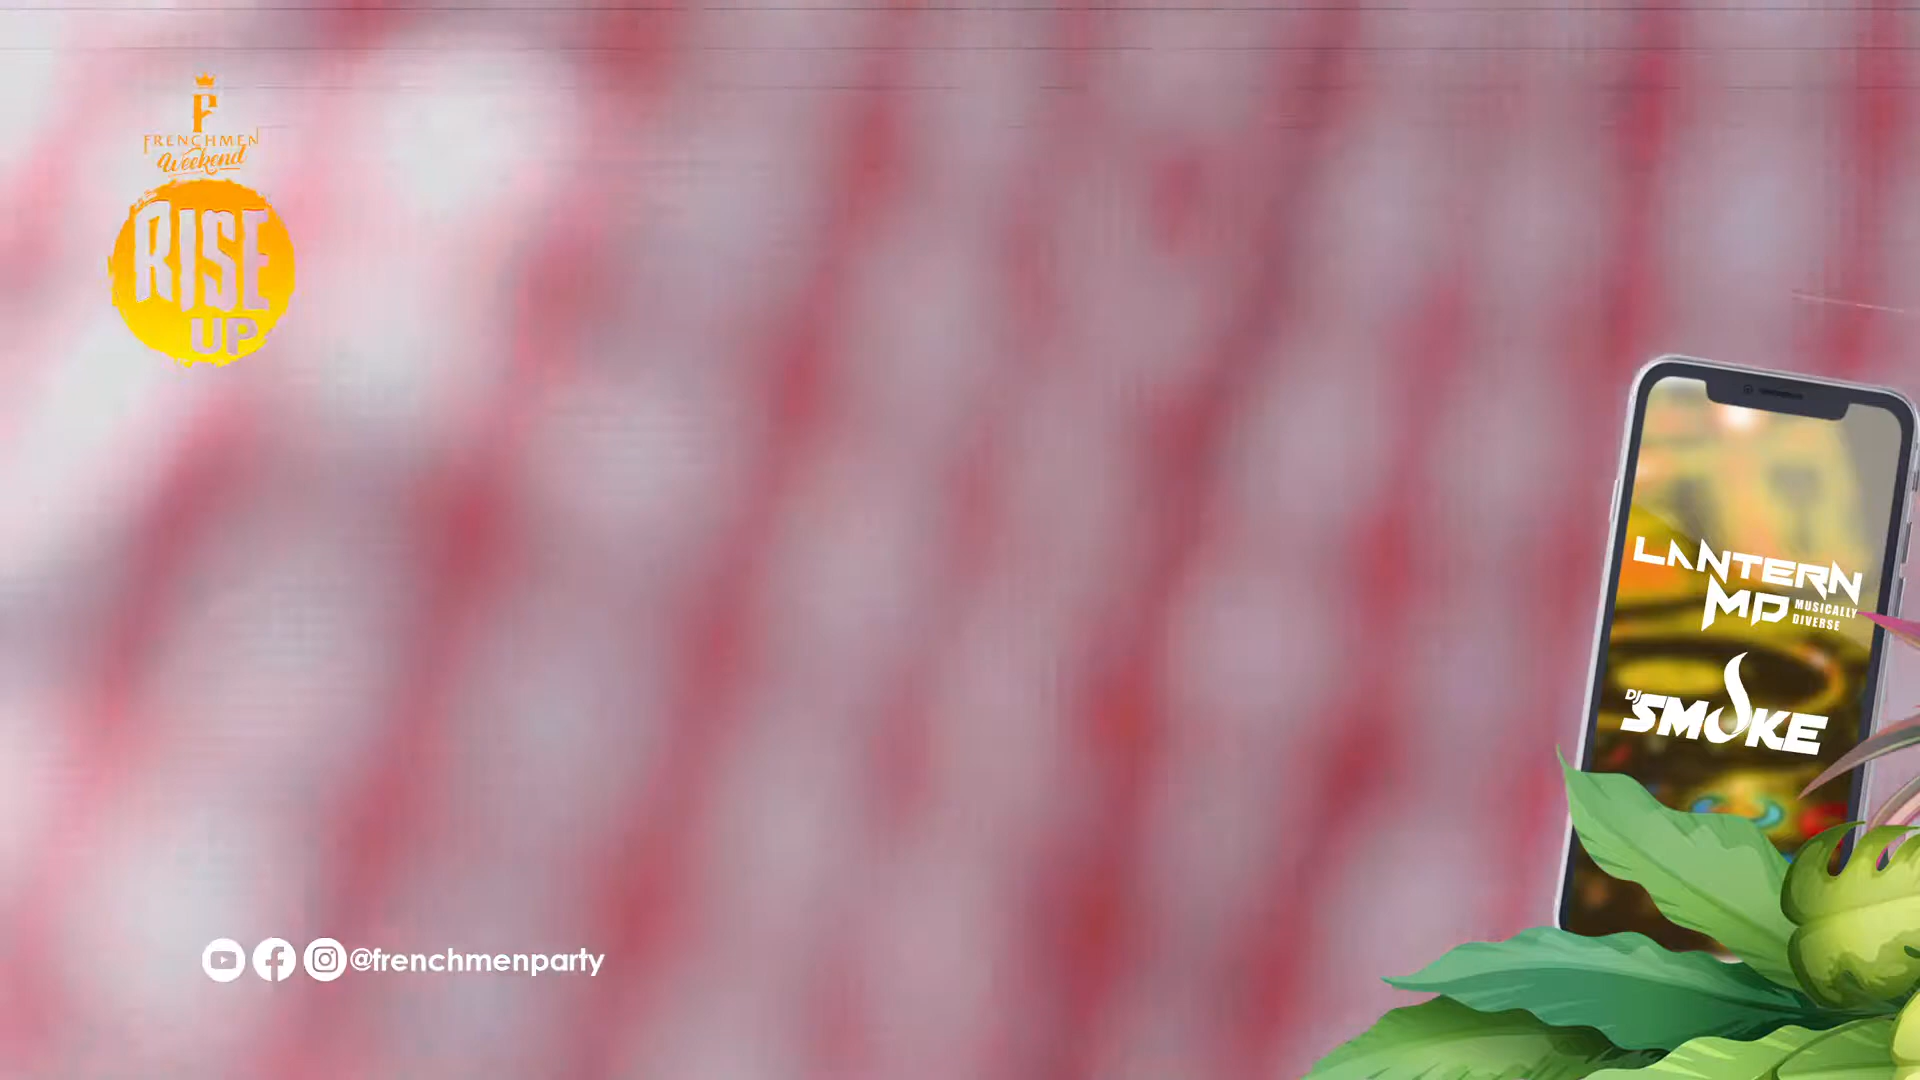 F
FRENCHMEN
Weekend
RISE
UP
LANTERN
MD MUSICALLY
DIVERSE
DJ SMOKE
@frenchmenparty